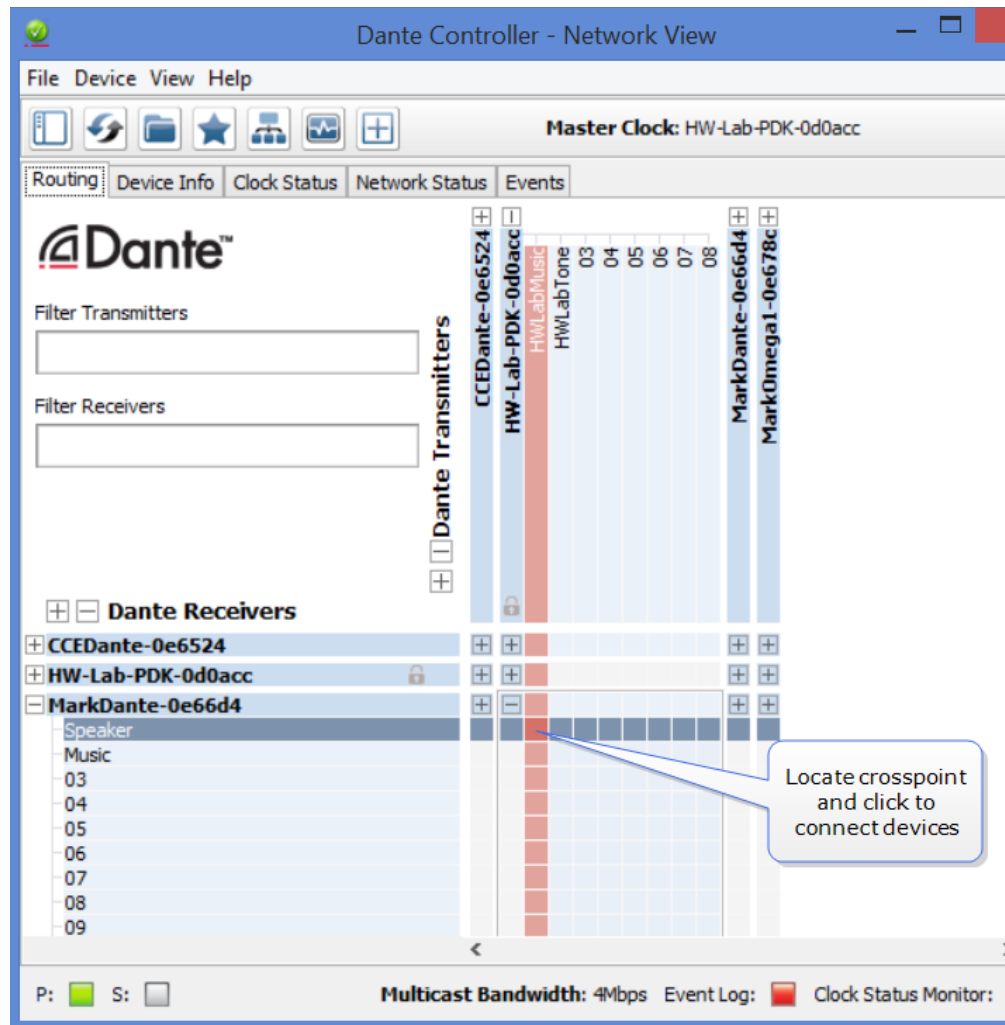 Dante Controller - Network View
File Device View Help
Master Clock: HW-Lab-PDK-0d0acc
Routing Device Info Clock Status Network Status Events
Dante™
Filter Transmitters
Filter Receivers
Dante Transmitters
CCEDante-0e6524
HW-Lab-PDK-0d0acc
HWLabMusic
HWLabTone
03
04
05
06
07
08
MarkDante-0e66d4
MarkOmega1-0e678c
Dante Receivers
CCEDante-0e6524
HW-Lab-PDK-0d0acc
MarkDante-0e66d4
Speaker
Music
03
04
05
06
07
08
09
Locate crosspoint
and click to
connect devices
P: S: Multicast Bandwidth: 4Mbps Event Log: Clock Status Monitor: